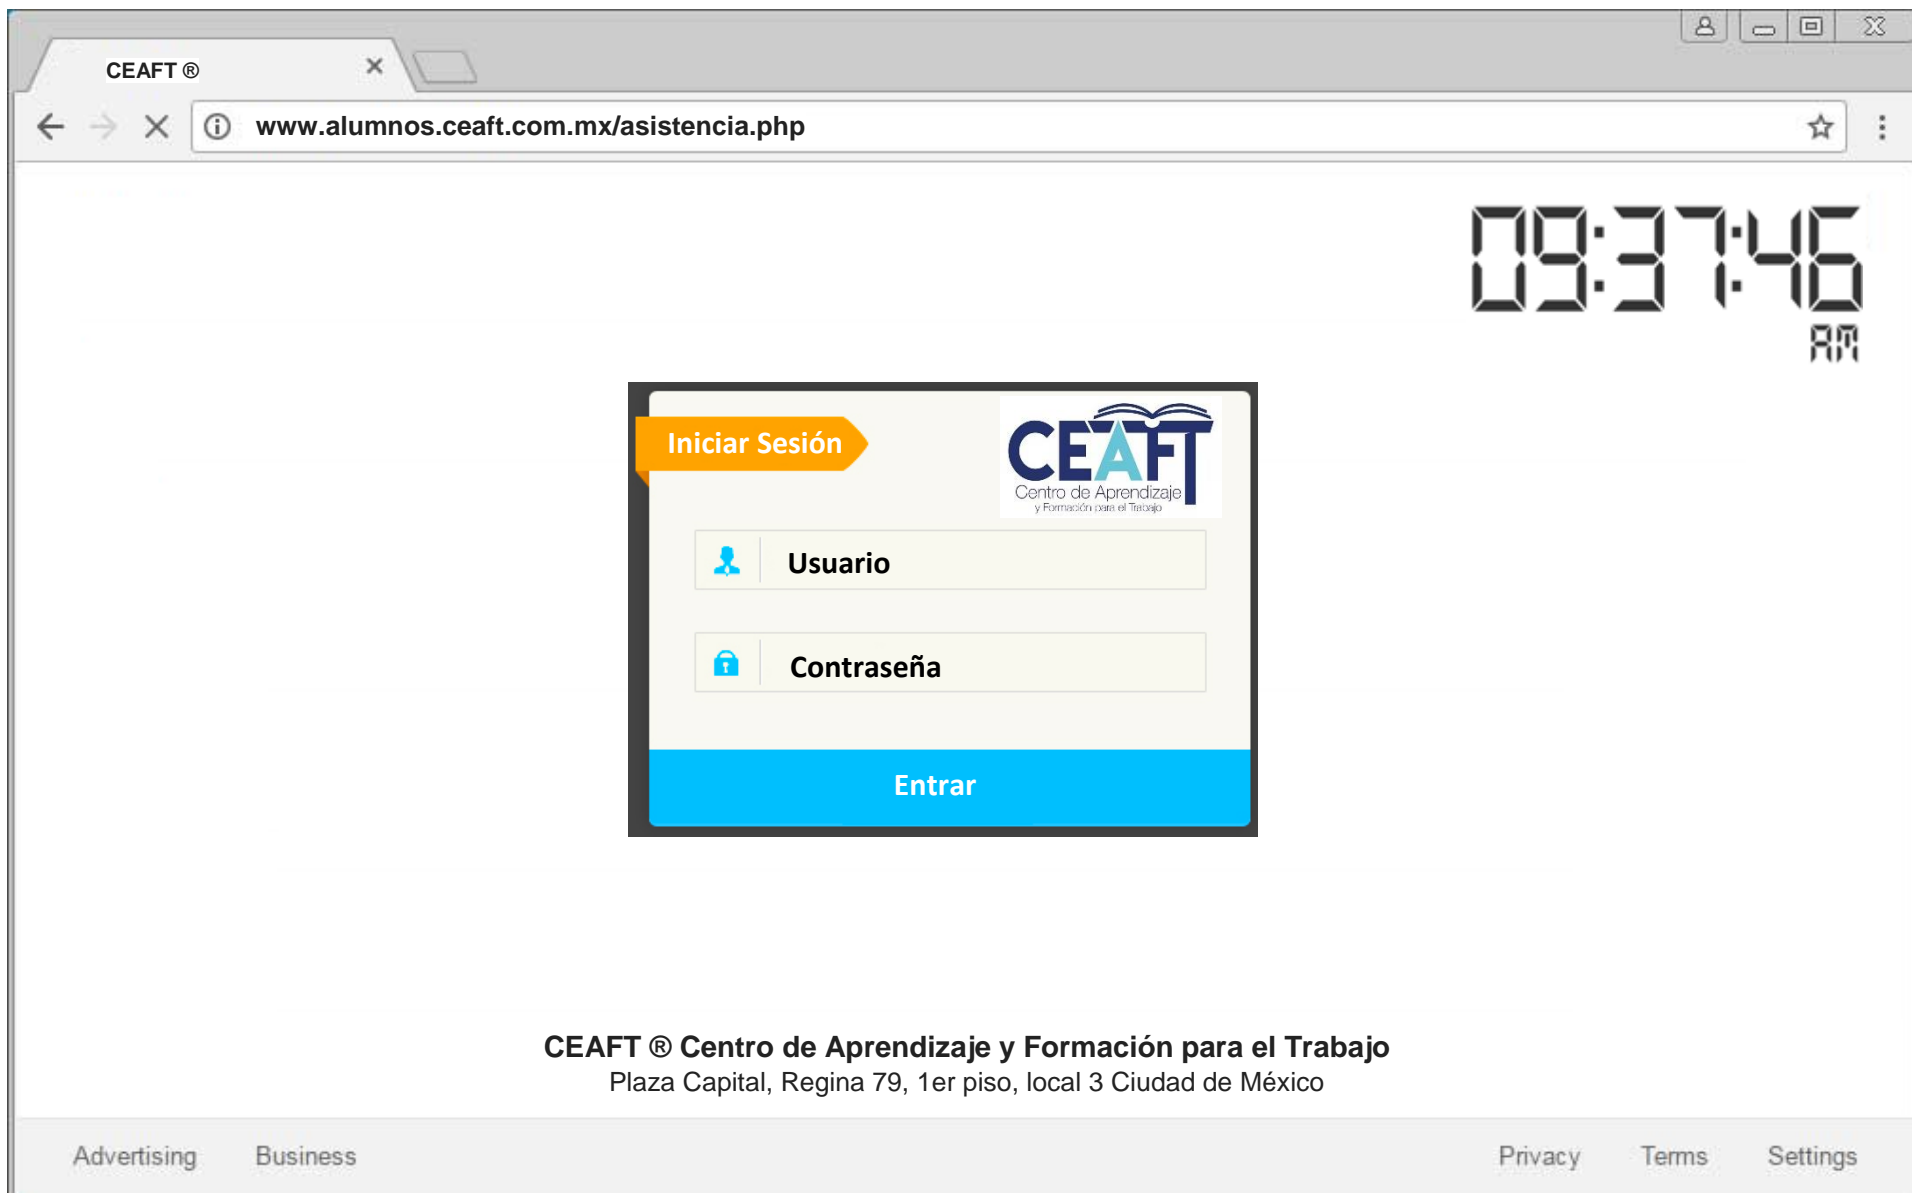 CEAFT ®
www.alumnos.ceaft.com.mx/asistencia.php
09:37:46
AM
Iniciar Sesión
CEAFT
Centro de Aprendizaje
y Formación para el Trabajo
Usuario
Contraseña
Entrar
CEAFT ® Centro de Aprendizaje y Formación para el Trabajo
Plaza Capital, Regina 79, 1er piso, local 3 Ciudad de México
Advertising Business Privacy Terms Settings